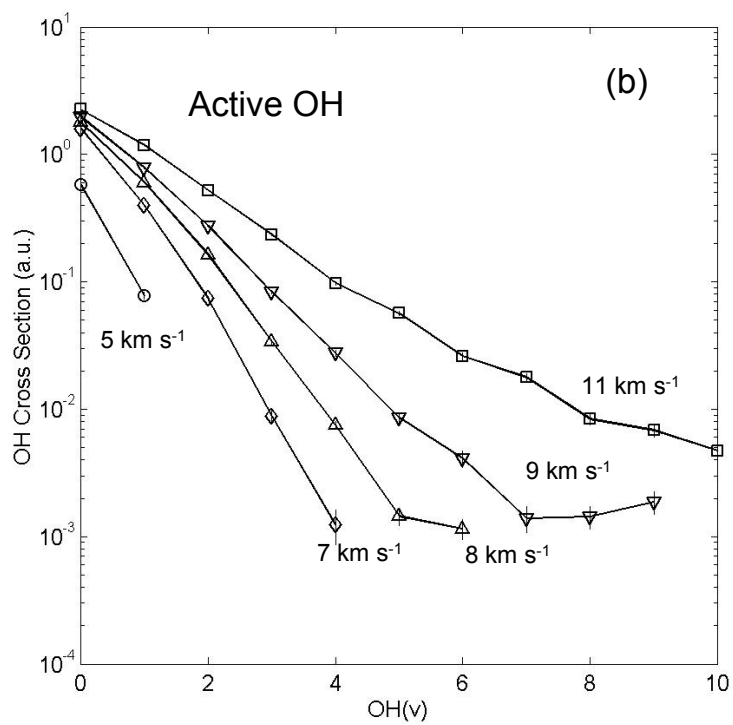 10²
(b)
Active OH
10¹
10⁰
10⁻¹
5 km s⁻¹
11 km s⁻¹
10⁻²
9 km s⁻¹
10⁻³
7 km s⁻¹
8 km s⁻¹
10⁻⁴
OH Cross Section (a.u.)
0 2 4 6 8 10
OH(v)